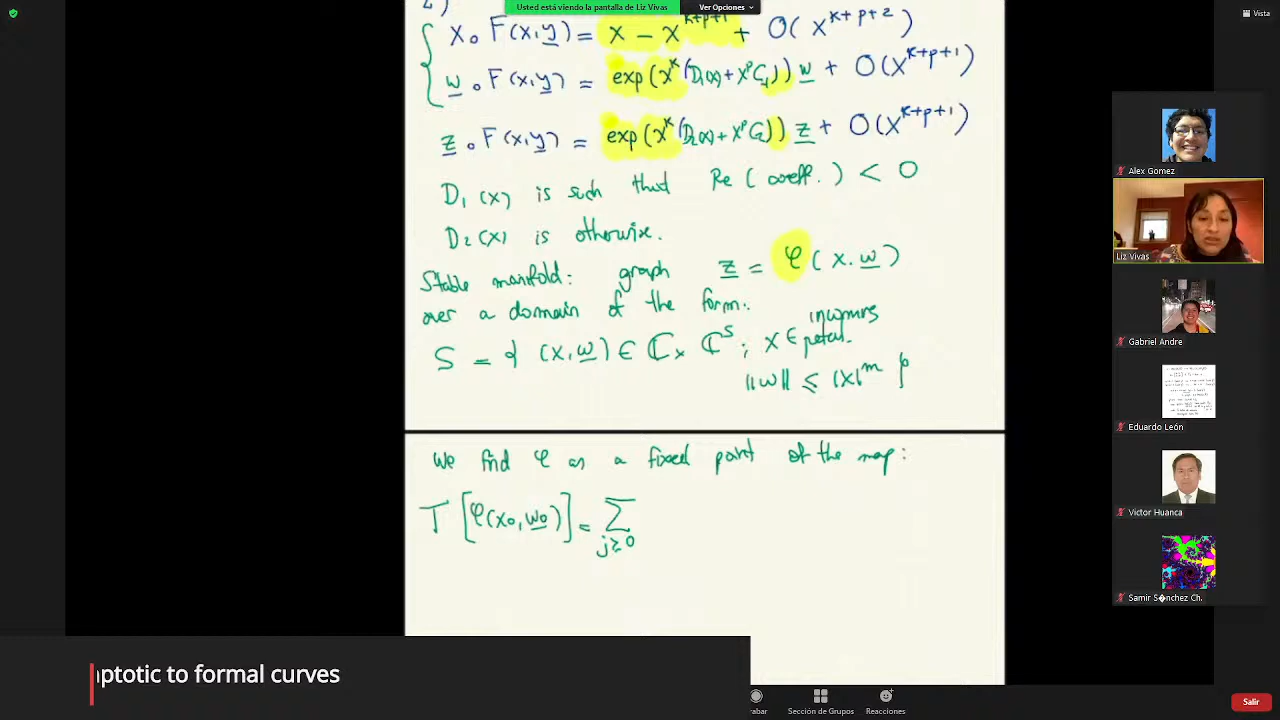 Usted está viendo la pantalla de Liz Vivas
Ver Opciones
Vista
2)
x∘F(x,y) = x − x^{k+p+1} + O(x^{k+p+2})
w∘F(x,y) = exp(x^k(D₁(x)+x^p C₁)) w + O(x^{k+p+1})
z∘F(x,y) = exp(x^k(D₂(x)+x^p C₂)) z + O(x^{k+p+1})
D₁(x) is such that Re(coeff.) < 0
D₂(x) is otherwise.
Stable manifold: graph z = φ(x.w)
over a domain of the form:
S = { (x,w) ∈ ℂ× ℂ^S ; x ∈ petal.
||w|| ≤ |x|^m }
We find φ as a fixed point of the map:
T[φ(x₀,w₀)] = Σ_{j≥0}
Alex Gomez
Liz Vivas
Gabriel Andre
Eduardo León
Victor Huanca
Samir S�nchez Ch.
ptotic to formal curves
abar
Sección de Grupos
Reacciones
Salir